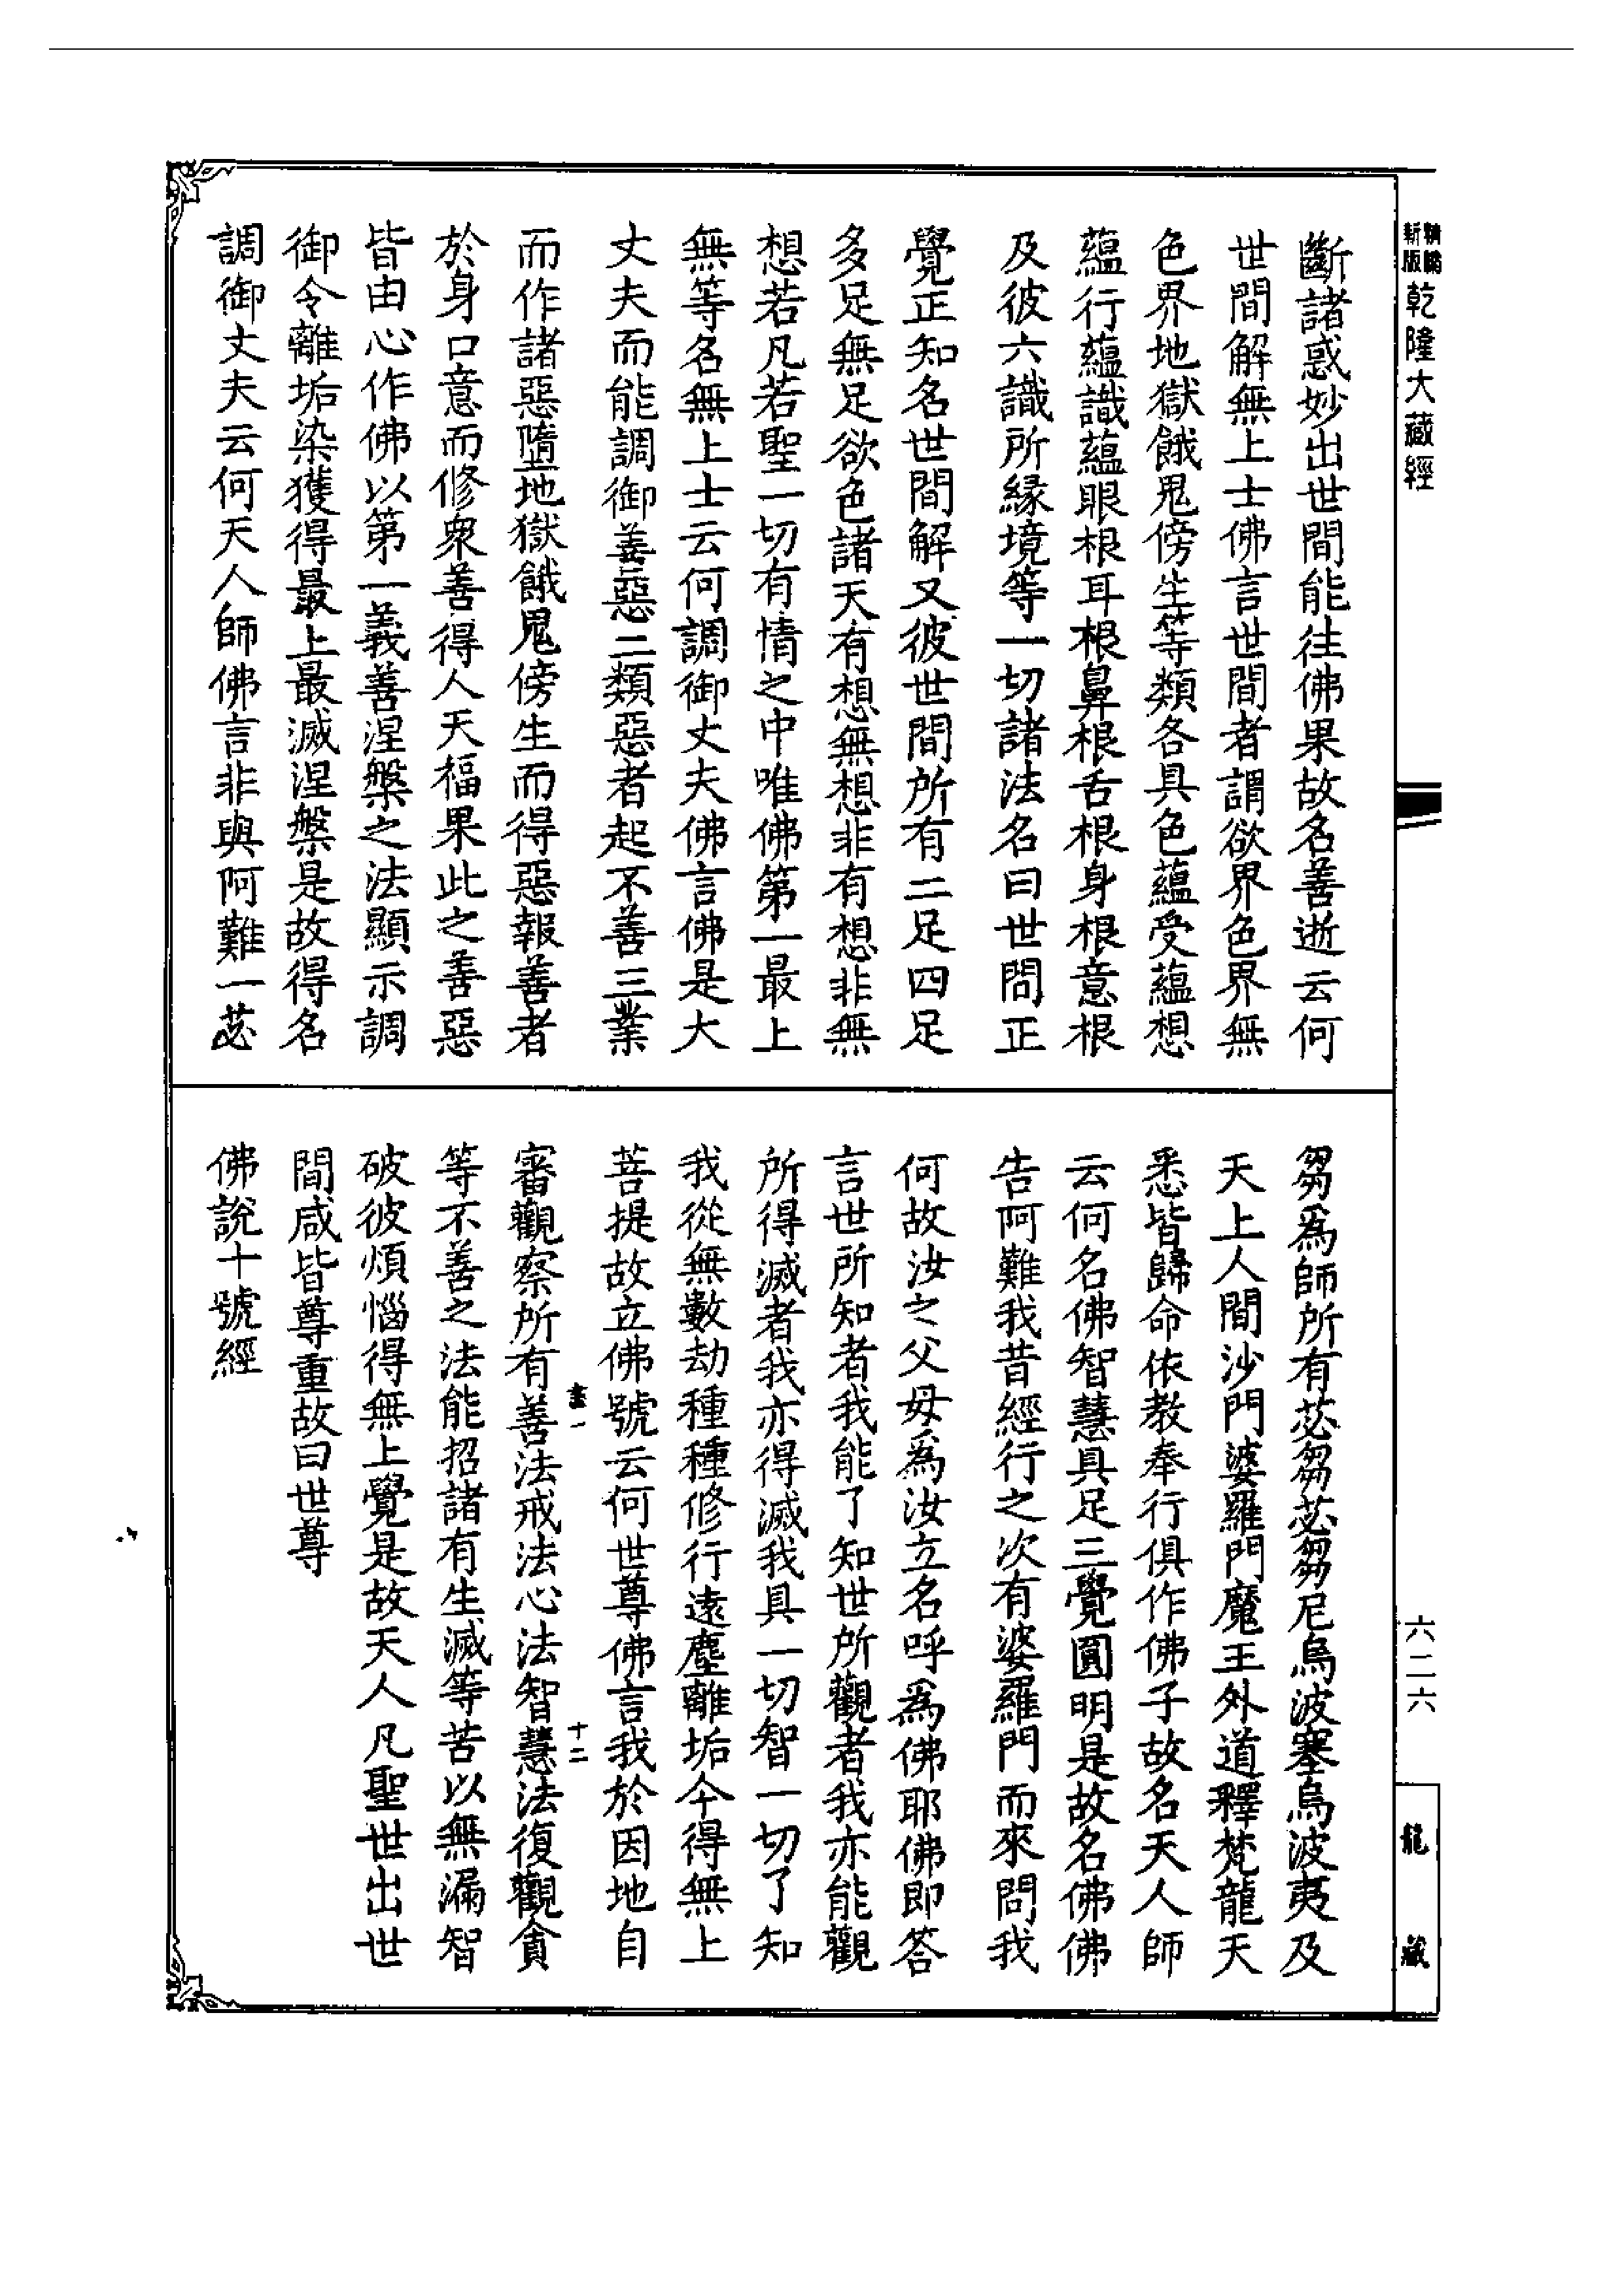 精縮新版乾隆大藏經
斷諸惑妙出世間能往佛果故名善逝云何
世間解無上士佛言世間者謂欲界色界無
色界地獄餓鬼傍生等類各具色蘊受蘊想
蘊行蘊識蘊眼根耳根鼻根舌根身根意根
及彼六識所緣境等一切諸法名曰世間正
覺正知名世間解又彼世間所有二足四足
多足無足欲色諸天有想無想非有想非無
想若凡若聖一切有情之中唯佛第一最上
無等名無上士云何調御丈夫佛言佛是大
丈夫而能調御善惡二類惡者起不善三業
而作諸惡墮地獄餓鬼傍生而得惡報善者
於身口意而修衆善得人天福果此之善惡
皆由心作佛以第一義善涅槃之法顯示調
御令離垢染獲得最上最滅涅槃是故得名
調御丈夫云何天人師佛言非與阿難一苾
芻爲師所有苾芻苾芻尼烏波塞烏波夷及
天上人間沙門婆羅門魔王外道釋梵龍天
悉皆歸命依教奉行俱作佛子故名天人師
云何名佛智慧具足三覺圓明是故名佛佛
告阿難我昔經行之次有婆羅門而來問我
何故汝之父母爲汝立名呼爲佛耶佛即答
言世所知者我能了知世所觀者我亦能觀
所得滅者我亦得滅我具一切智一切了知
我從無數劫種種修行遠塵離垢今得無上
菩提故立佛號云何世尊佛言我於因地自
審觀察所有善法戒法心法智慧法復觀貪
等不善之法能招諸有生滅等苦以無漏智
破彼煩惱得無上覺是故天人凡聖世出世
間咸皆尊重故曰世尊
佛說十號經
十二
六二六
龍藏